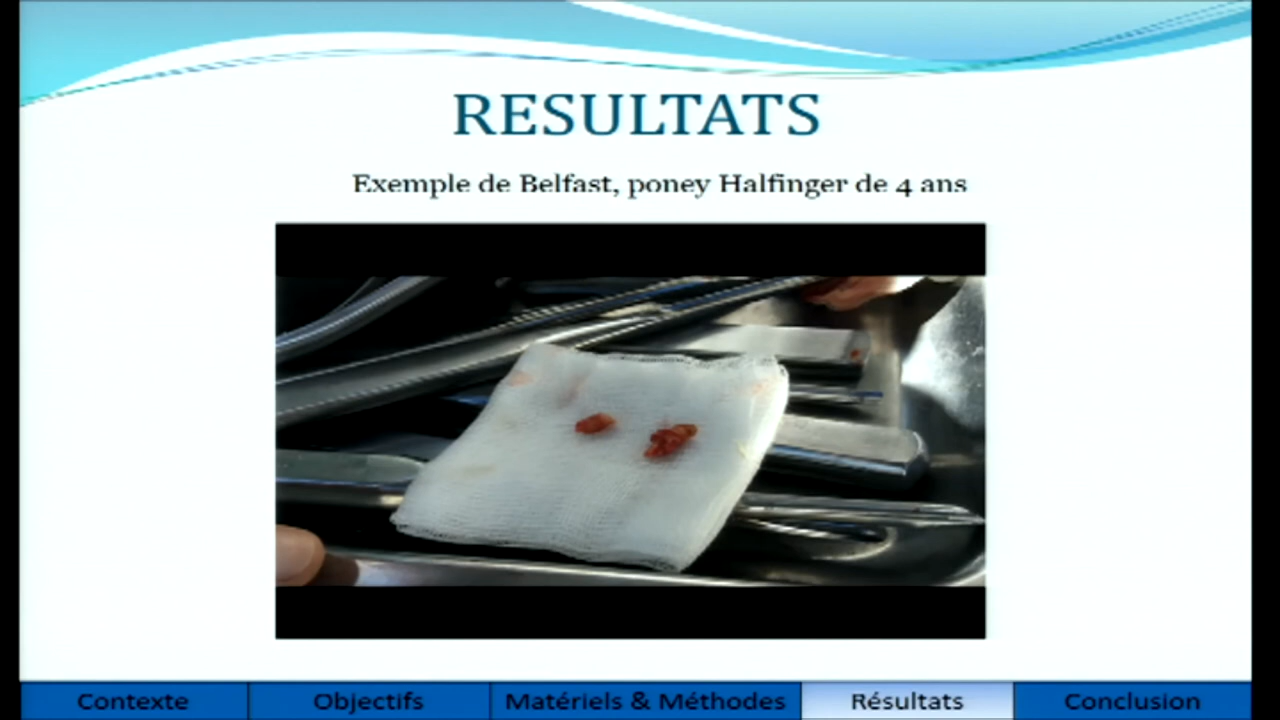 RESULTATS
Exemple de Belfast, poney Halfinger de 4 ans
Contexte
Objectifs
Matériels & Méthodes
Résultats
Conclusion